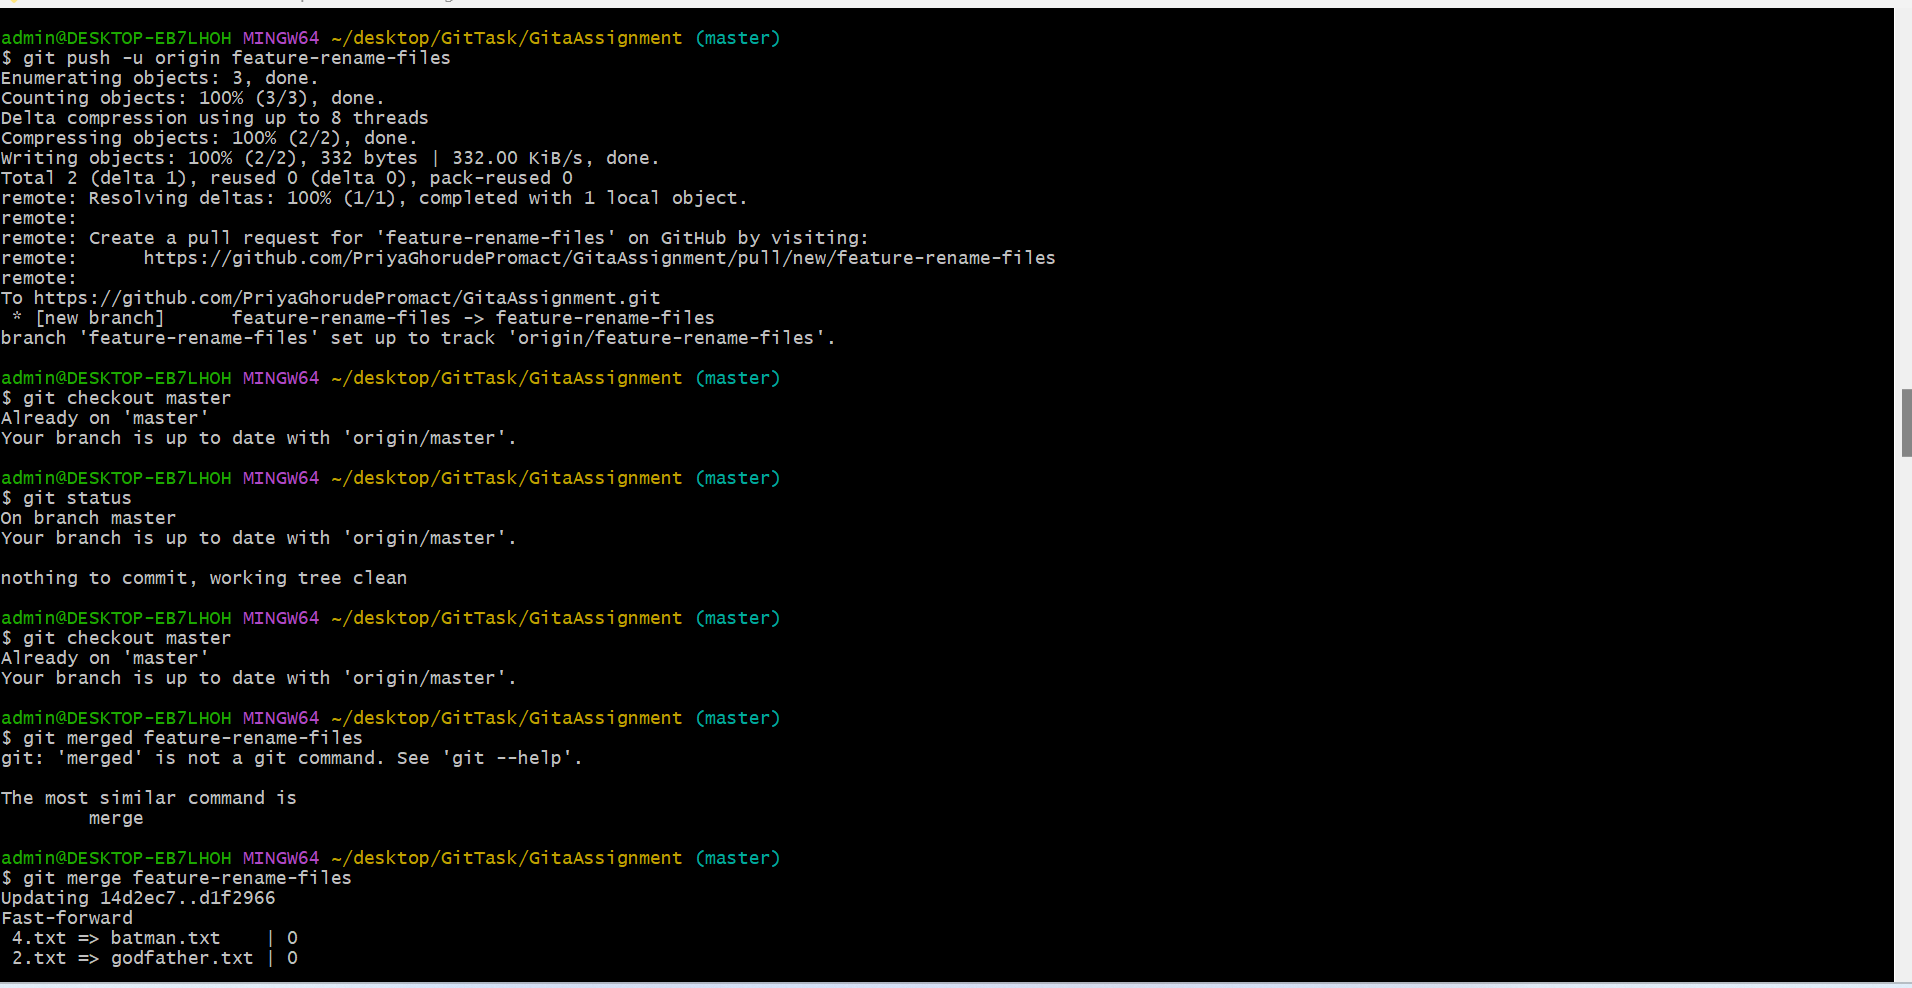 admin@DESKTOP-EB7LHOH MINGW64 ~/desktop/GitTask/GitaAssignment (master)
$ git push -u origin feature-rename-files
Enumerating objects: 3, done.
Counting objects: 100% (3/3), done.
Delta compression using up to 8 threads
Compressing objects: 100% (2/2), done.
Writing objects: 100% (2/2), 332 bytes | 332.00 KiB/s, done.
Total 2 (delta 1), reused 0 (delta 0), pack-reused 0
remote: Resolving deltas: 100% (1/1), completed with 1 local object.
remote:
remote: Create a pull request for 'feature-rename-files' on GitHub by visiting:
remote:      https://github.com/PriyaGhorudePromact/GitaAssignment/pull/new/feature-rename-files
remote:
To https://github.com/PriyaGhorudePromact/GitaAssignment.git
 * [new branch]      feature-rename-files -> feature-rename-files
branch 'feature-rename-files' set up to track 'origin/feature-rename-files'.
admin@DESKTOP-EB7LHOH MINGW64 ~/desktop/GitTask/GitaAssignment (master)
$ git checkout master
Already on 'master'
Your branch is up to date with 'origin/master'.
admin@DESKTOP-EB7LHOH MINGW64 ~/desktop/GitTask/GitaAssignment (master)
$ git status
On branch master
Your branch is up to date with 'origin/master'.
nothing to commit, working tree clean
admin@DESKTOP-EB7LHOH MINGW64 ~/desktop/GitTask/GitaAssignment (master)
$ git checkout master
Already on 'master'
Your branch is up to date with 'origin/master'.
admin@DESKTOP-EB7LHOH MINGW64 ~/desktop/GitTask/GitaAssignment (master)
$ git merged feature-rename-files
git: 'merged' is not a git command. See 'git --help'.
The most similar command is
        merge
admin@DESKTOP-EB7LHOH MINGW64 ~/desktop/GitTask/GitaAssignment (master)
$ git merge feature-rename-files
Updating 14d2ec7..d1f2966
Fast-forward
 4.txt => batman.txt    | 0
 2.txt => godfather.txt | 0